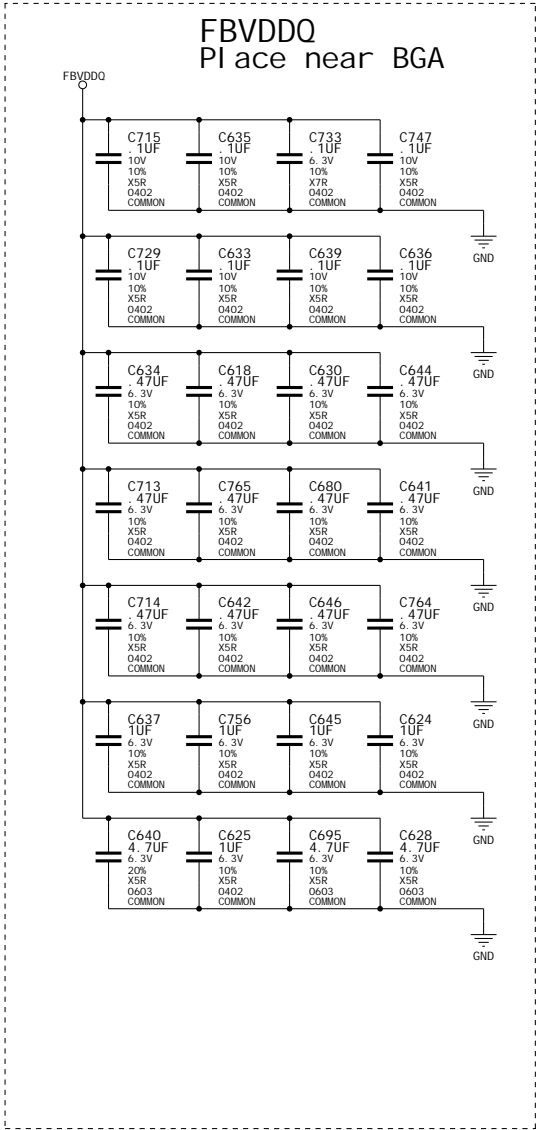 FBVDDQ
Place near BGA
FBVDDQ
C715
.1UF
10V
10%
X5R
0402
COMMON
C635
.1UF
10V
10%
X5R
0402
COMMON
C733
.1UF
6.3V
10%
X7R
0402
COMMON
C747
.1UF
10V
10%
X5R
0402
COMMON
GND
C729
.1UF
10V
10%
X5R
0402
COMMON
C633
.1UF
10V
10%
X5R
0402
COMMON
C639
.1UF
10V
10%
X5R
0402
COMMON
C636
.1UF
10V
10%
X5R
0402
COMMON
GND
C634
.47UF
6.3V
10%
X5R
0402
COMMON
C618
.47UF
6.3V
10%
X5R
0402
COMMON
C630
.47UF
6.3V
10%
X5R
0402
COMMON
C644
.47UF
6.3V
10%
X5R
0402
COMMON
GND
C713
.47UF
6.3V
10%
X5R
0402
COMMON
C765
.47UF
6.3V
10%
X5R
0402
COMMON
C680
.47UF
6.3V
10%
X5R
0402
COMMON
C641
.47UF
6.3V
10%
X5R
0402
COMMON
GND
C714
.47UF
6.3V
10%
X5R
0402
COMMON
C642
.47UF
6.3V
10%
X5R
0402
COMMON
C646
.47UF
6.3V
10%
X5R
0402
COMMON
C764
.47UF
6.3V
10%
X5R
0402
COMMON
GND
C637
1UF
6.3V
10%
X5R
0402
COMMON
C756
1UF
6.3V
10%
X5R
0402
COMMON
C645
1UF
6.3V
10%
X5R
0402
COMMON
C624
1UF
6.3V
10%
X5R
0402
COMMON
GND
C640
4.7UF
6.3V
20%
X5R
0603
COMMON
C625
1UF
6.3V
10%
X5R
0402
COMMON
C695
4.7UF
6.3V
10%
X5R
0603
COMMON
C628
4.7UF
6.3V
10%
X5R
0603
COMMON
GND